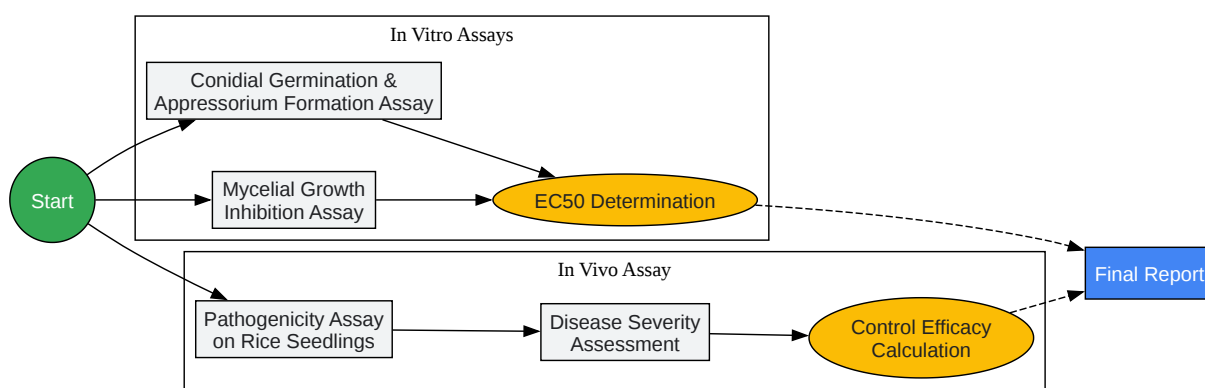 In Vitro Assays
Conidial Germination &
Appressorium Formation Assay
Start
Mycelial Growth
Inhibition Assay
EC50 Determination
In Vivo Assay
Final Report
Pathogenicity Assay
on Rice Seedlings
Disease Severity
Assessment
Control Efficacy
Calculation